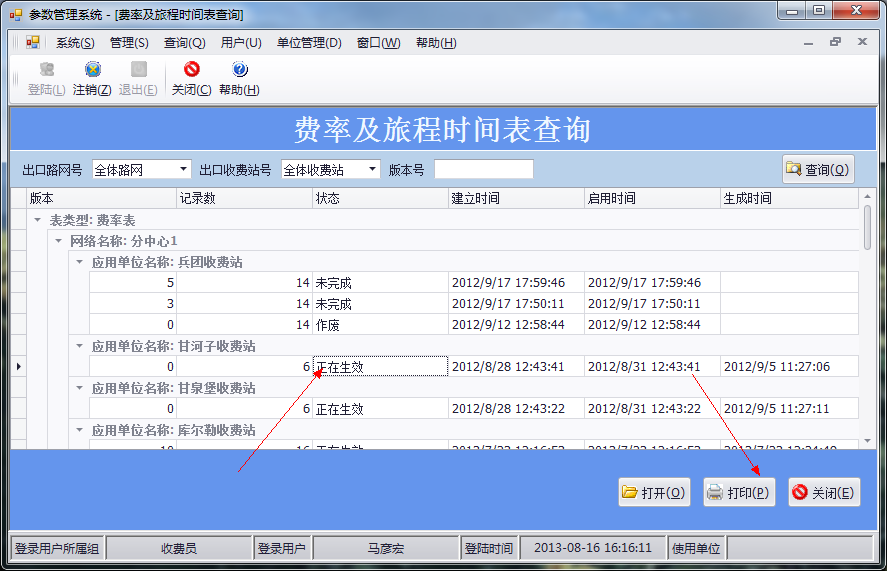 参数管理系统 - [费率及旅程时间表查询]
系统(S) 管理(S) 查询(Q) 用户(U) 单位管理(D) 窗口(W) 帮助(H)
登陆(L) 注销(Z) 退出(E) 关闭(C) 帮助(H)
费率及旅程时间表查询
出口路网号 全体路网 出口收费站号 全体收费站 版本号 查询(Q)
版本 记录数 状态 建立时间 启用时间 生成时间
表类型: 费率表
网络名称: 分中心1
应用单位名称: 兵团收费站
5 14 未完成 2012/9/17 17:59:46 2012/9/17 17:59:46
3 14 未完成 2012/9/17 17:50:11 2012/9/17 17:50:11
0 14 作废 2012/9/12 12:58:44 2012/9/12 12:58:44
应用单位名称: 甘河子收费站
0 6 正在生效 2012/8/28 12:43:41 2012/8/31 12:43:41 2012/9/5 11:27:06
应用单位名称: 甘泉堡收费站
0 6 正在生效 2012/8/28 12:43:22 2012/8/31 12:43:22 2012/9/5 11:27:11
应用单位名称: 库尔勒收费站
打开(O) 打印(P) 关闭(E)
登录用户所属组 收费员 登录用户 马彦宏 登陆时间 2013-08-16 16:16:11 使用单位